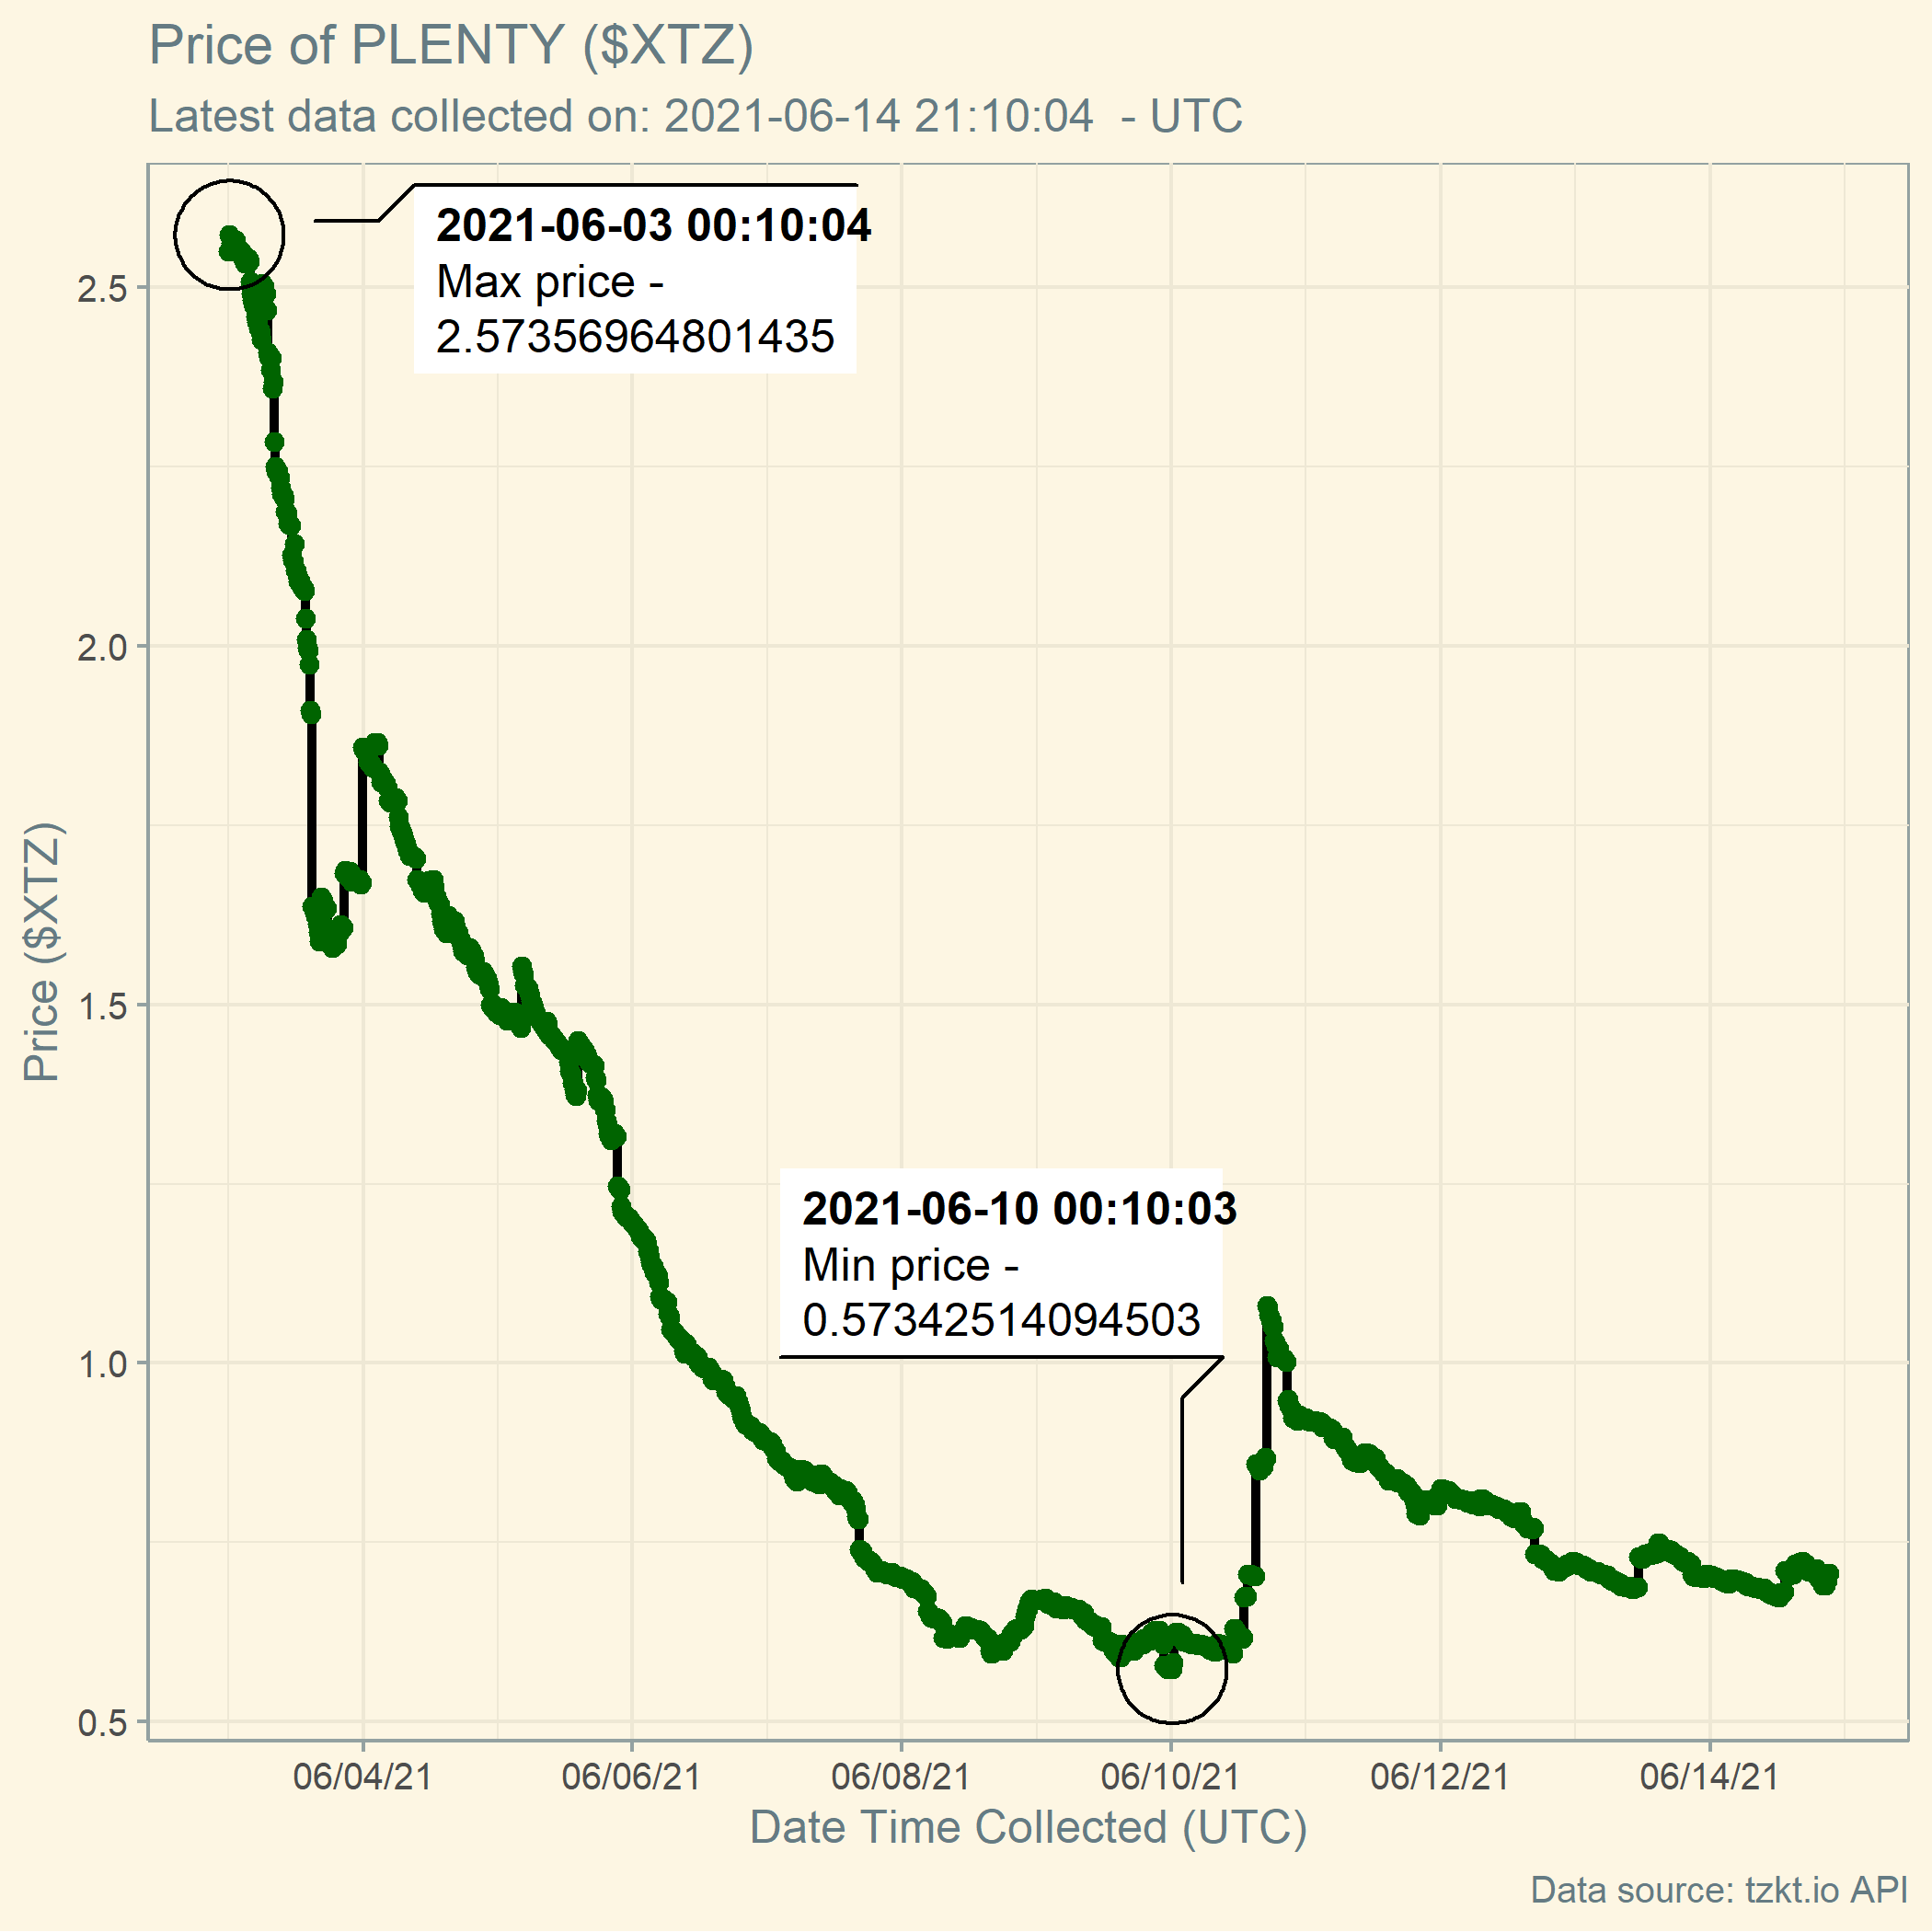 Price of PLENTY ($XTZ)
Latest data collected on: 2021-06-14 21:10:04  - UTC
2021-06-03 00:10:04
Max price -
2.57356964801435
2.5
2.0
1.5
1.0
0.5
Price ($XTZ)
2021-06-10 00:10:03
Min price -
0.57342514094503
06/04/21
06/06/21
06/08/21
06/10/21
06/12/21
06/14/21
Date Time Collected (UTC)
Data source: tzkt.io API